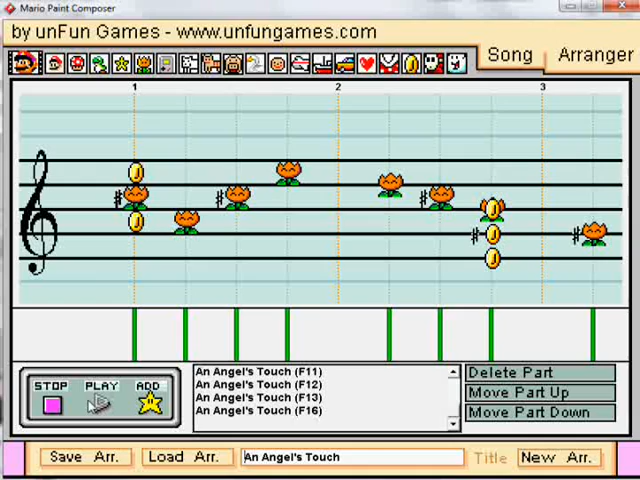 Mario Paint Composer
by unFun Games - www.unfungames.com
Song
Arranger
1
2
3
STOP
PLAY
ADD
An Angel's Touch (F11)
An Angel's Touch (F12)
An Angel's Touch (F13)
An Angel's Touch (F16)
Delete Part
Move Part Up
Move Part Down
Save Arr.
Load Arr.
An Angel's Touch
Title
New Arr.